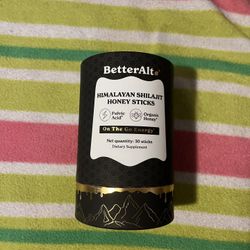 BetterAlt
HIMALAYAN SHILAJIT
HONEY STICKS
Fulvic Acid*
Organic Honey*
On The Go Energy*
Net quantity: 30 sticks
Dietary Supplement